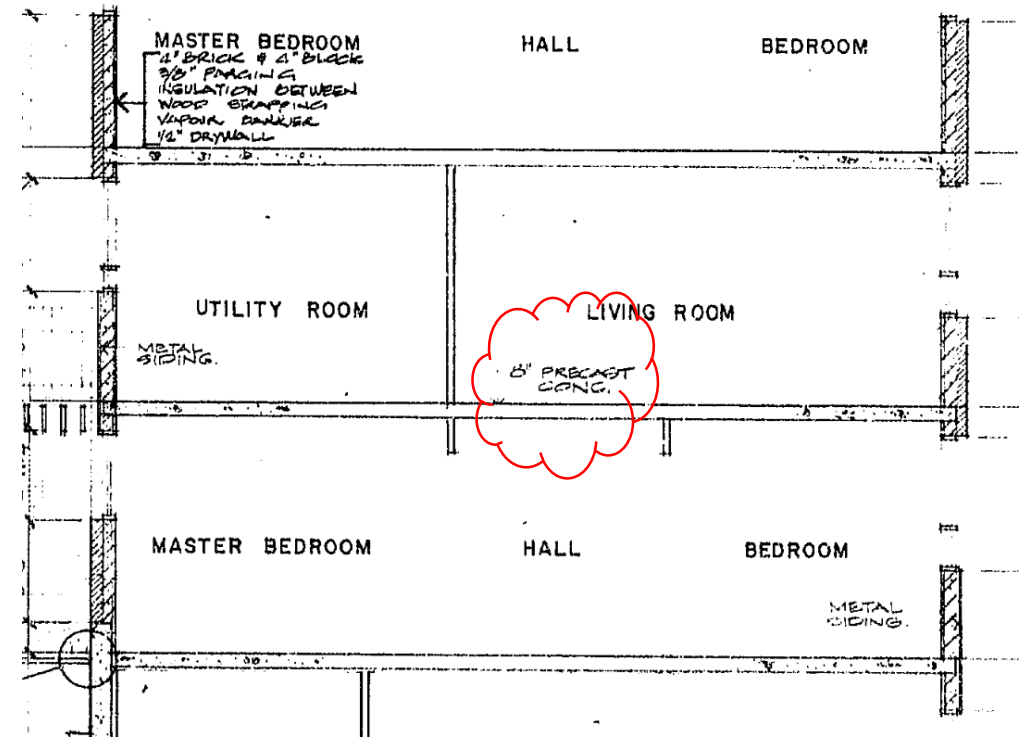 MASTER BEDROOM
HALL
BEDROOM
4" BRICK & 4" BLOCK
3/8" PARGING
INSULATION BETWEEN
WOOD STRAPPING
VAPOUR BARRIER
1/2" DRYWALL
UTILITY ROOM
LIVING ROOM
METAL
SIDING.
8" PRECAST
CONC.
MASTER BEDROOM
HALL
BEDROOM
METAL
SIDING.